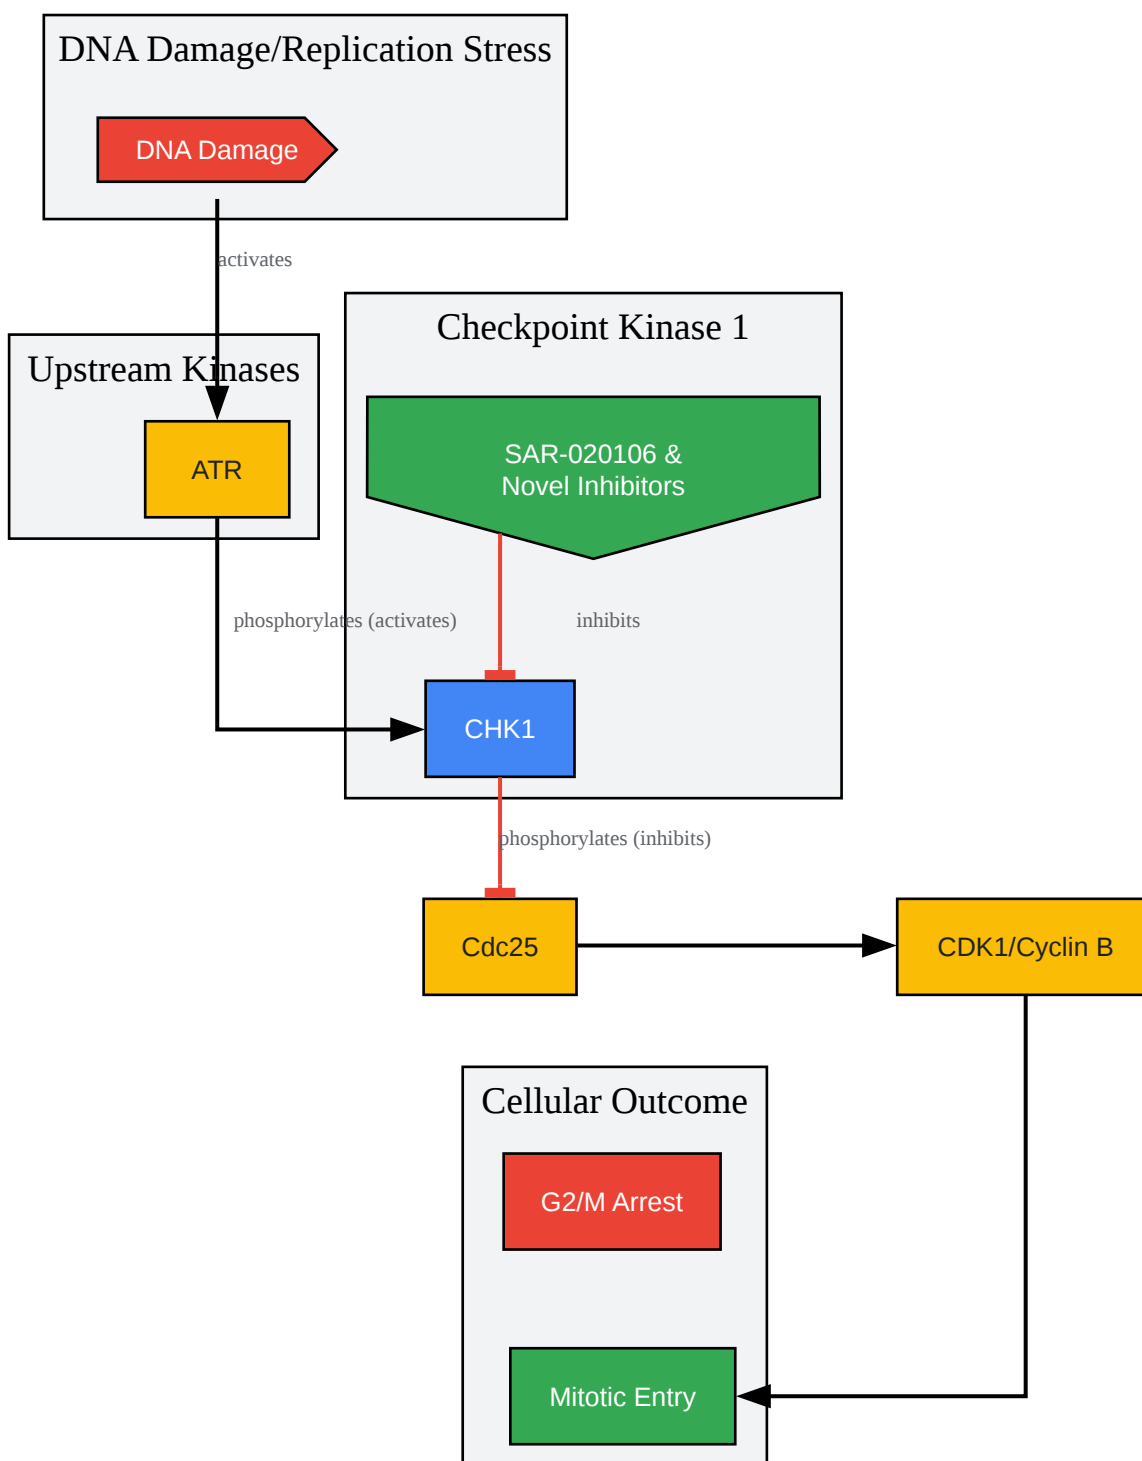 DNA Damage/Replication Stress
DNA Damage
activates
Upstream Kinases
ATR
Checkpoint Kinase 1
SAR-020106 &
Novel Inhibitors
phosphorylates (activates)
inhibits
CHK1
phosphorylates (inhibits)
Cdc25
CDK1/Cyclin B
Cellular Outcome
G2/M Arrest
Mitotic Entry